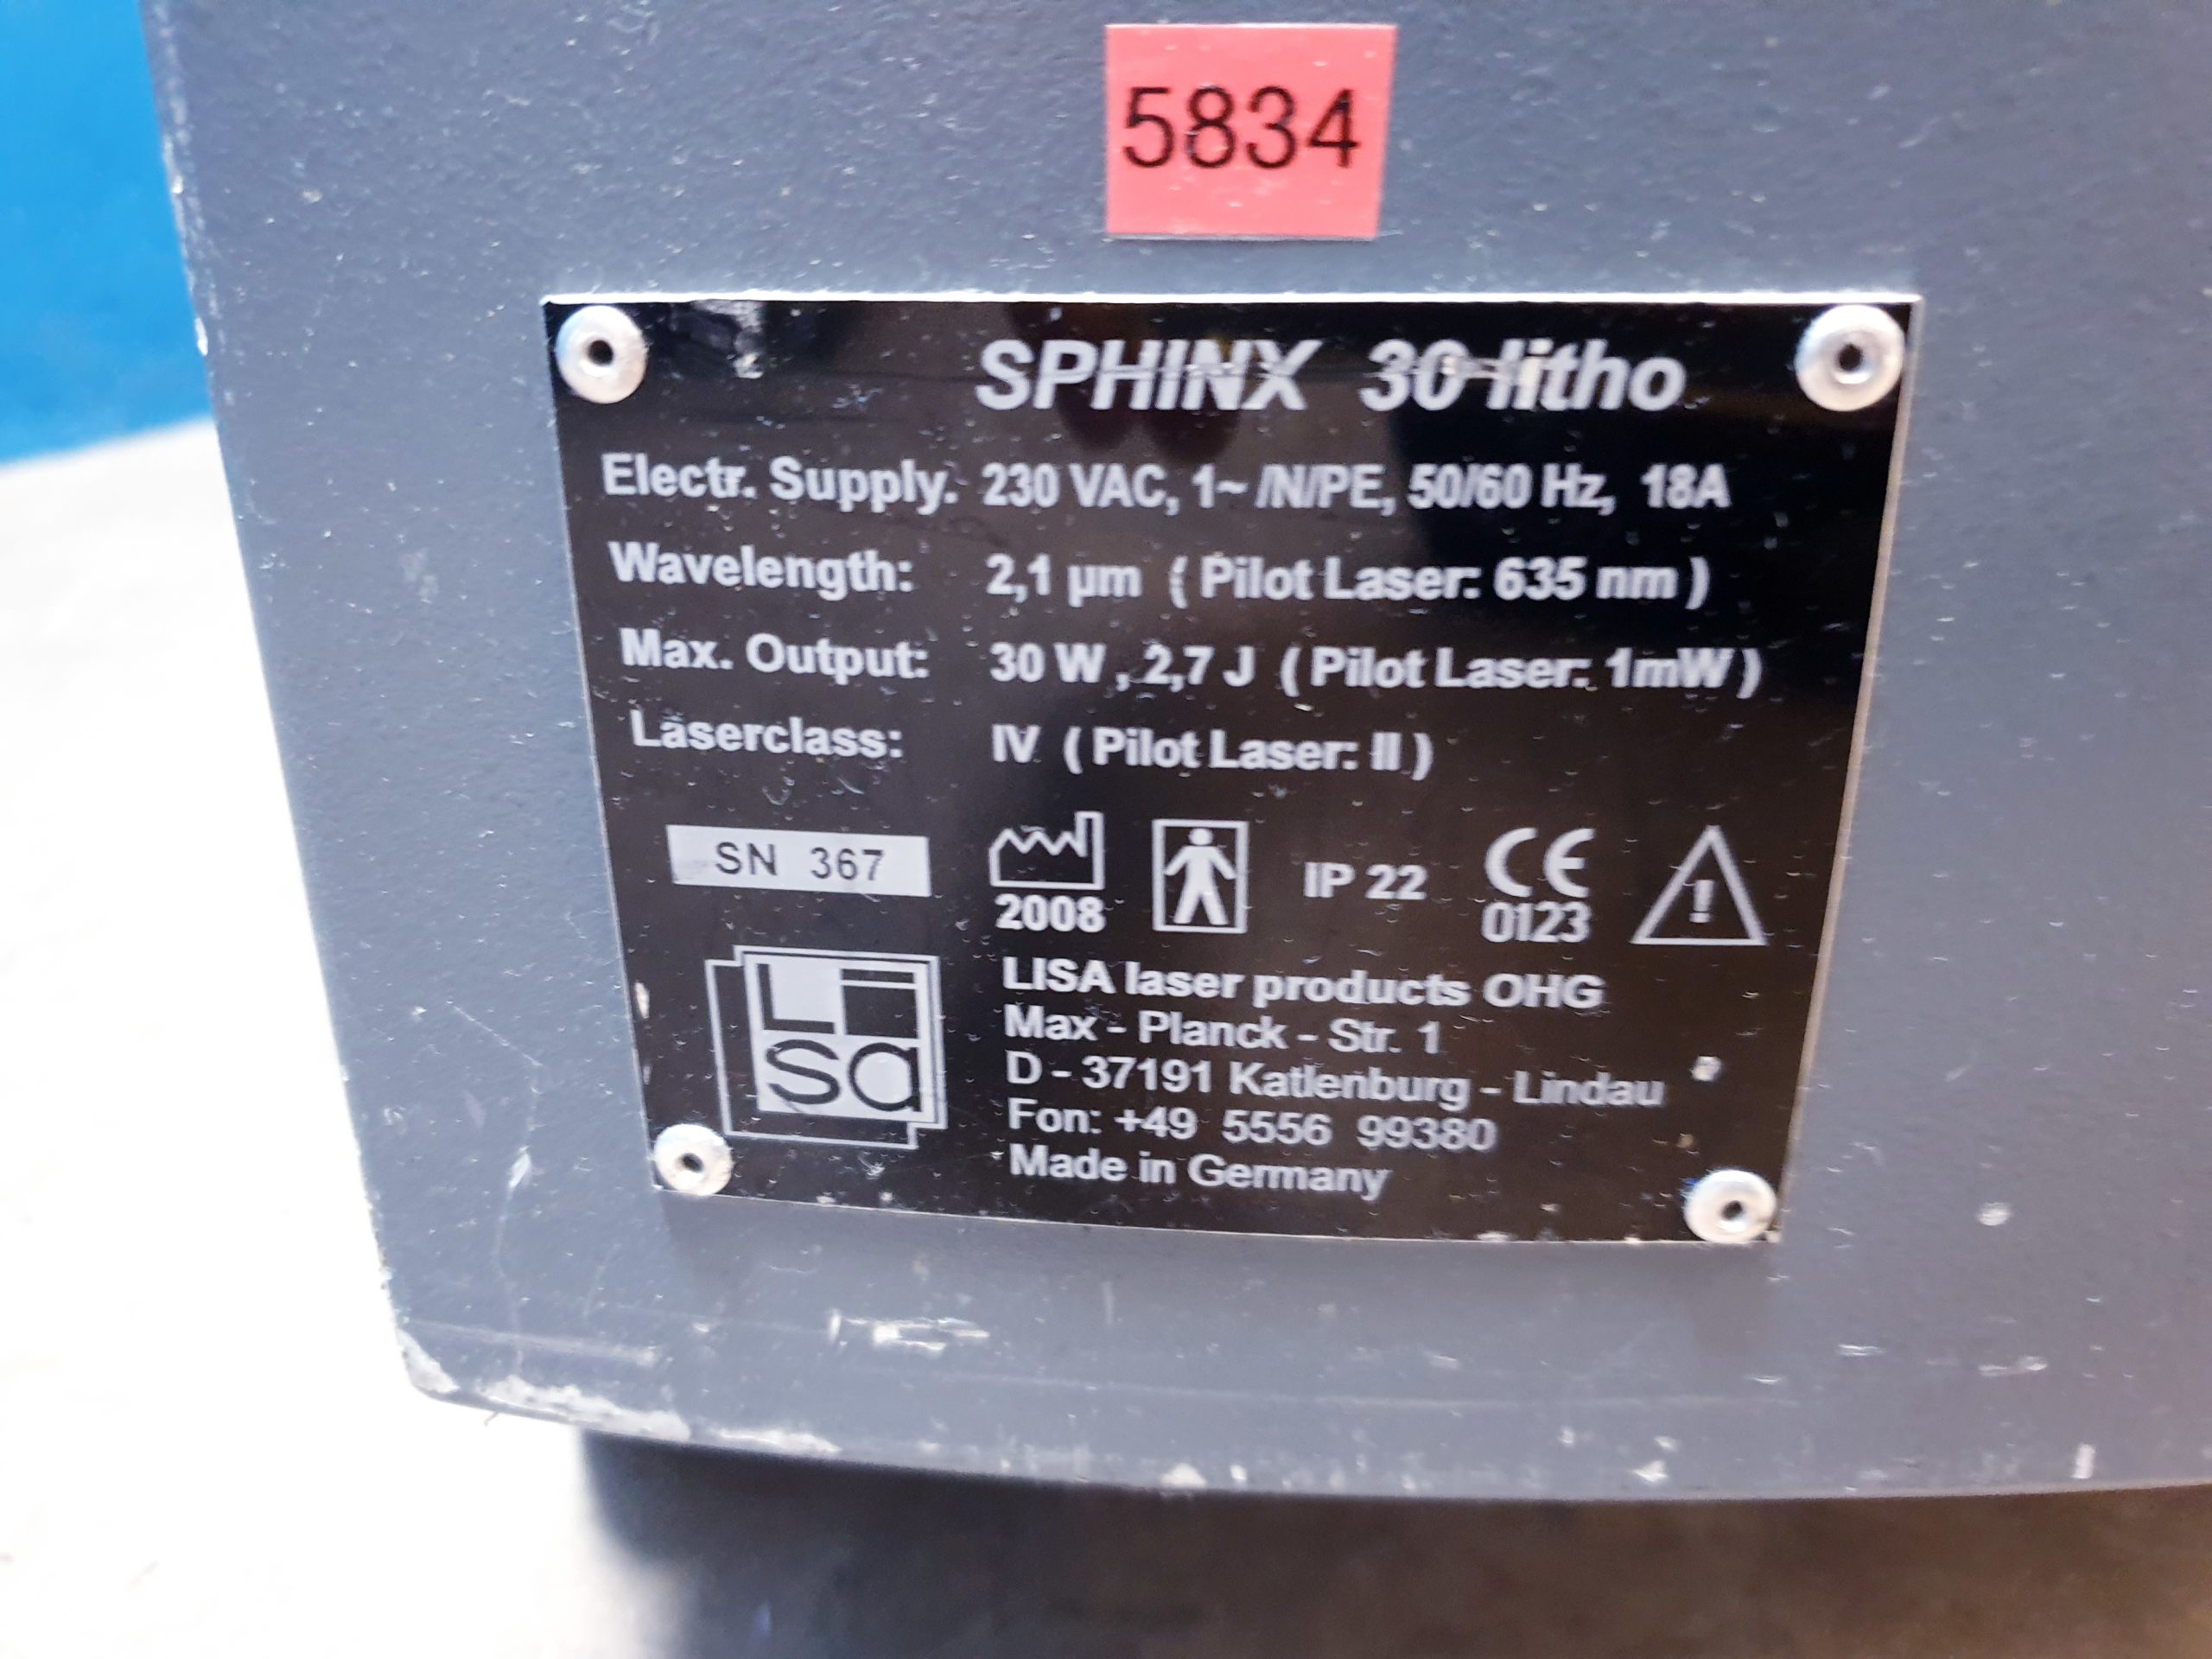 5834
SPHINX 30 litho
Electr. Supply: 230 VAC, 1~ /N/PE, 50/60 Hz, 18A
Wavelength: 2,1 µm ( Pilot Laser: 635 nm )
Max. Output: 30 W , 2,7 J ( Pilot Laser: 1mW )
Laserclass: IV ( Pilot Laser: II )
SN 367
2008
IP 22
CE
0123
!
LISA
LISA laser products OHG
Max - Planck - Str. 1
D - 37191 Katlenburg - Lindau
Fon: +49 5556 99380
Made in Germany